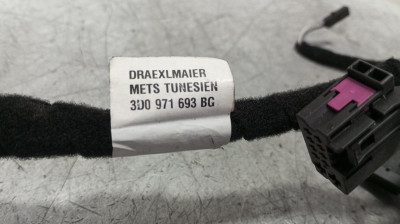 DRAEXLMAIER
METS TUNESIEN
3D0 971 693 BG